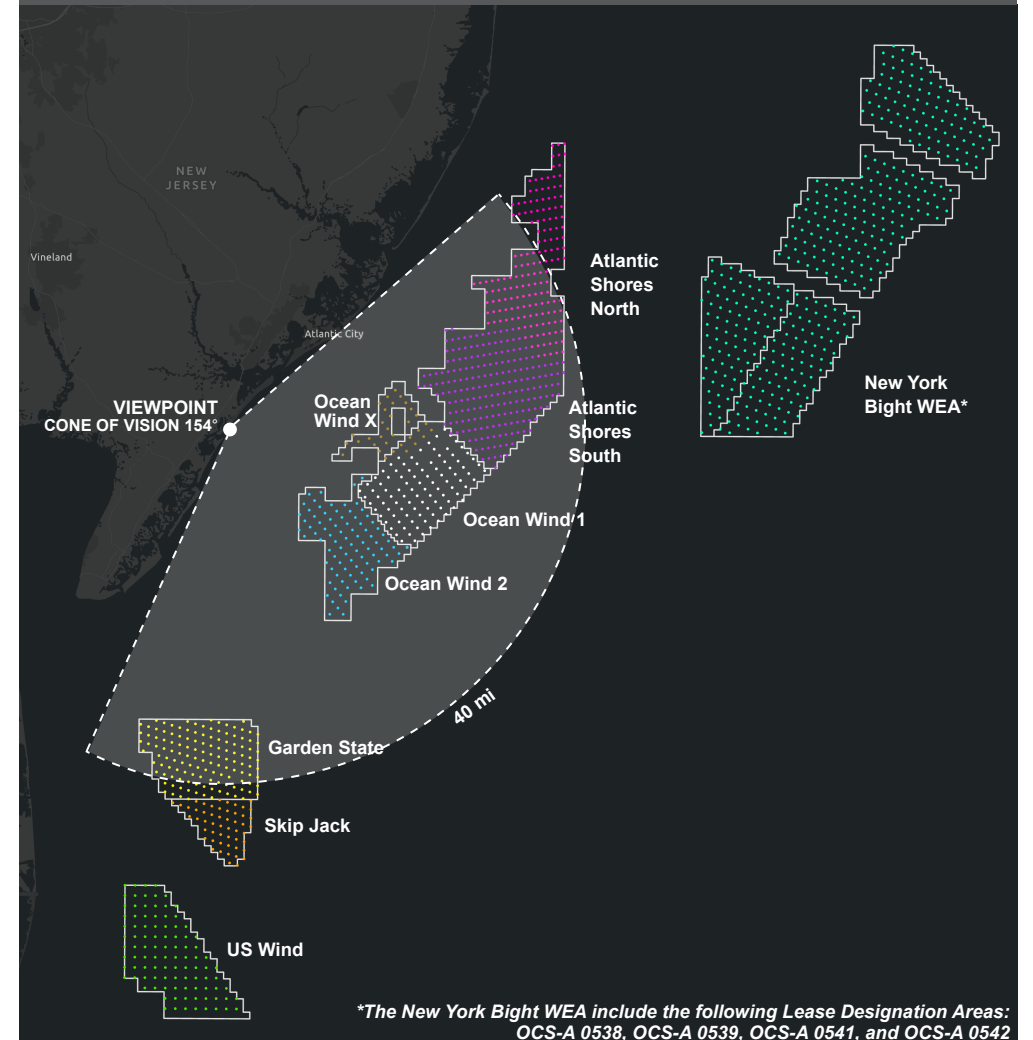 NEW
JERSEY
Vineland
Atlantic
Shores
North
Atlantic City
New York
Bight WEA*
VIEWPOINT
CONE OF VISION 154°
Ocean
Wind X
Atlantic
Shores
South
Ocean Wind 1
Ocean Wind 2
40 mi
Garden State
Skip Jack
US Wind
*The New York Bight WEA include the following Lease Designation Areas:
OCS-A 0538, OCS-A 0539, OCS-A 0541, and OCS-A 0542